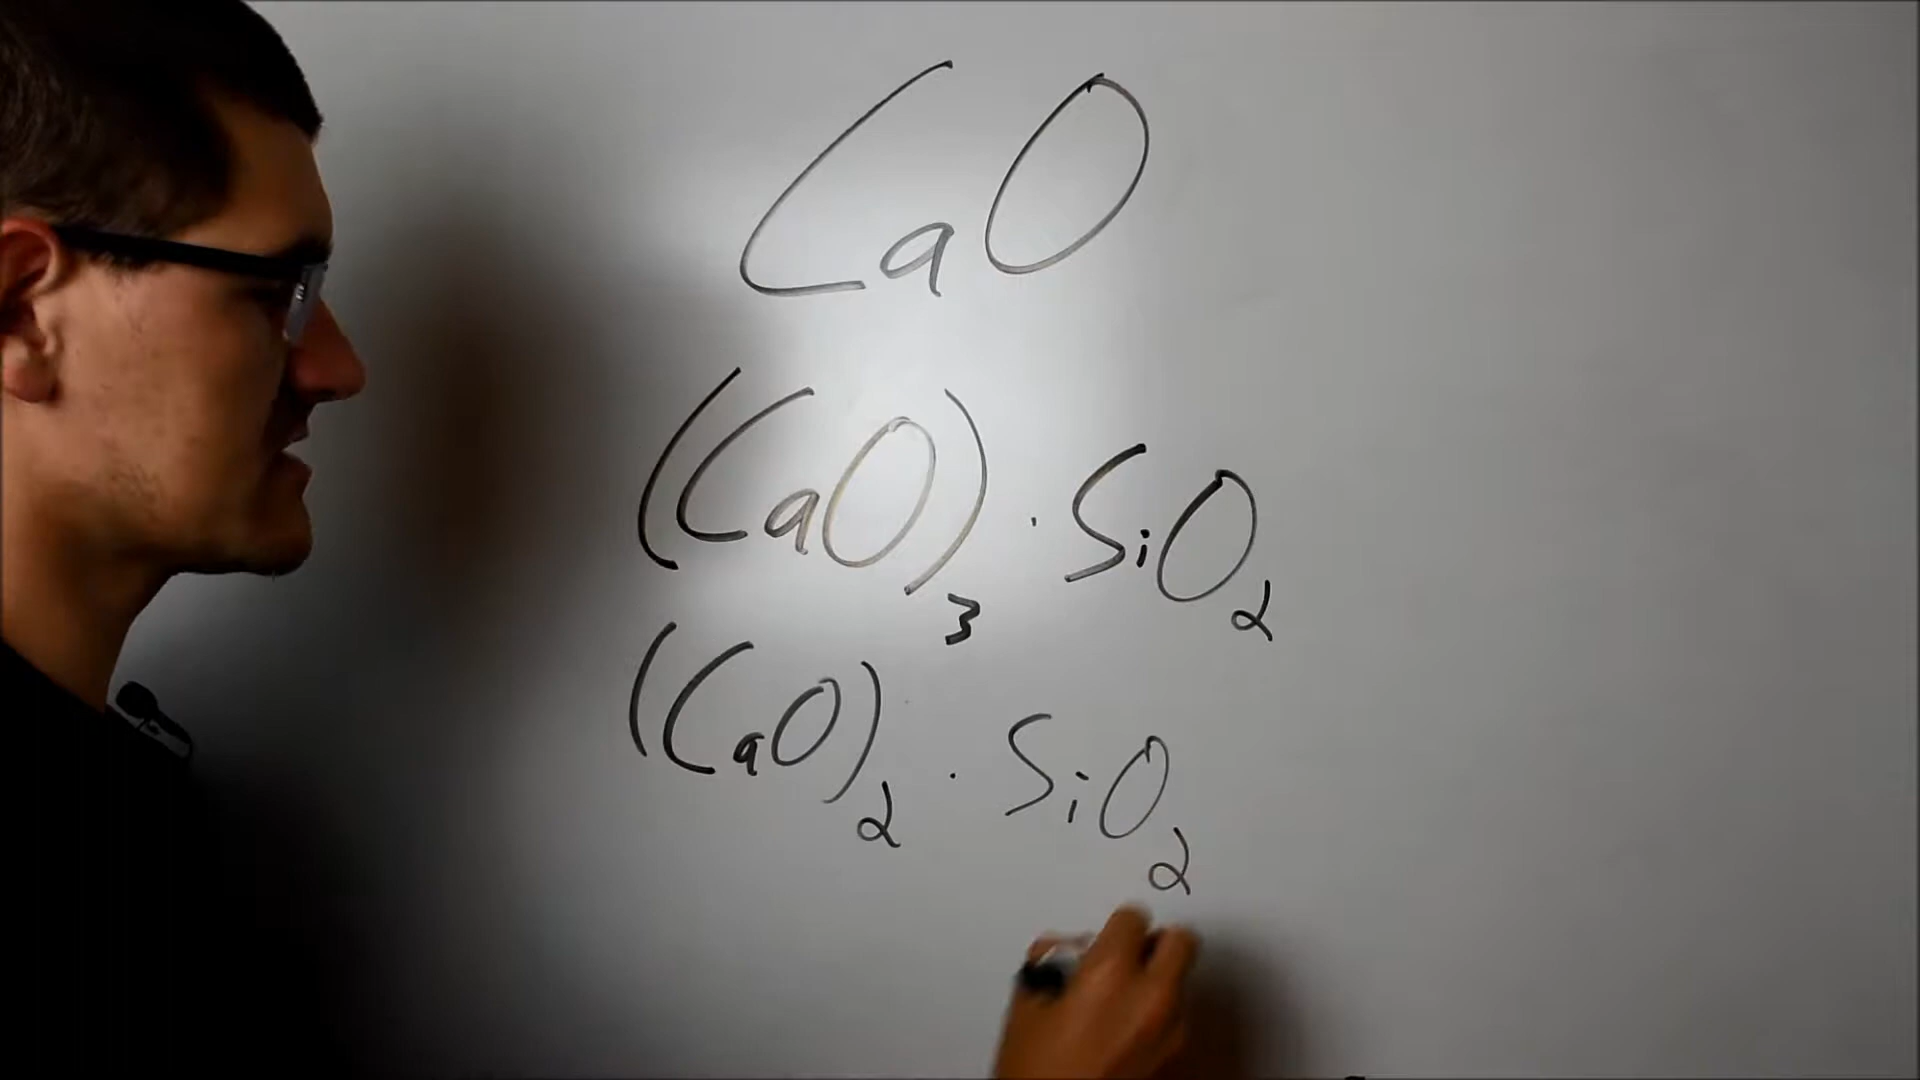 CaO
(CaO)₃ · SiO₂
(CaO)₂ · SiO₂